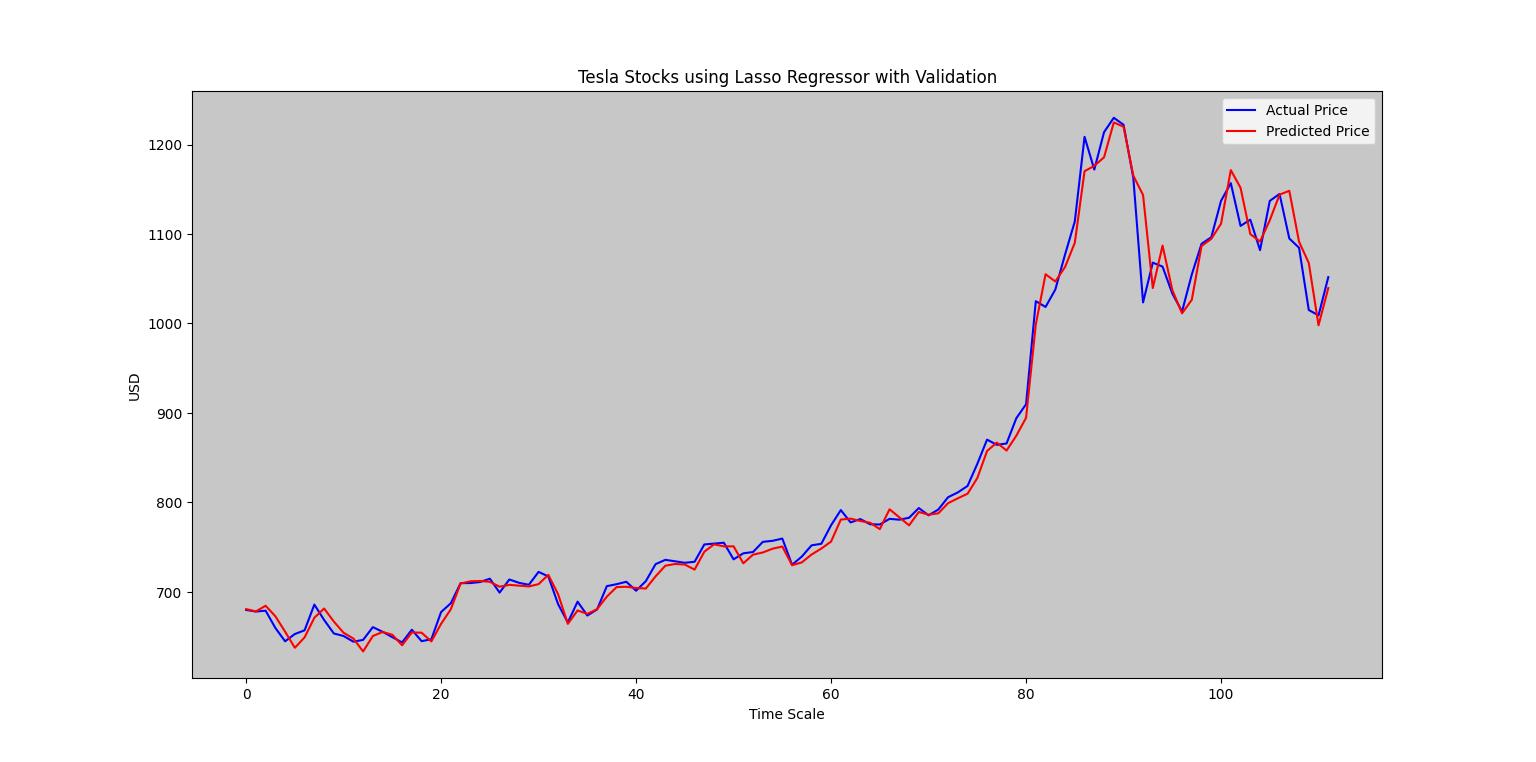 Tesla Stocks using Lasso Regressor with Validation
Actual Price
Predicted Price
1200
1100
1000
900
800
700
USD
0 20 40 60 80 100
Time Scale